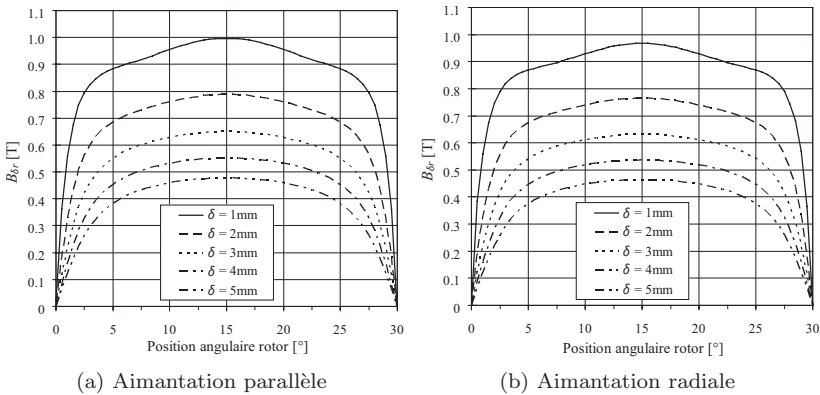 1.1
1.0
0.9
0.8
0.7
0.6
0.5
0.4
0.3
0.2
0.1
0
B_δr [T]
δ = 1mm
δ = 2mm
δ = 3mm
δ = 4mm
δ = 5mm
0 5 10 15 20 25 30
Position angulaire rotor [°]
(a) Aimantation parallèle
1.1
1.0
0.9
0.8
0.7
0.6
0.5
0.4
0.3
0.2
0.1
0
B_δr [T]
δ = 1mm
δ = 2mm
δ = 3mm
δ = 4mm
δ = 5mm
0 5 10 15 20 25 30
Position angulaire rotor [°]
(b) Aimantation radiale